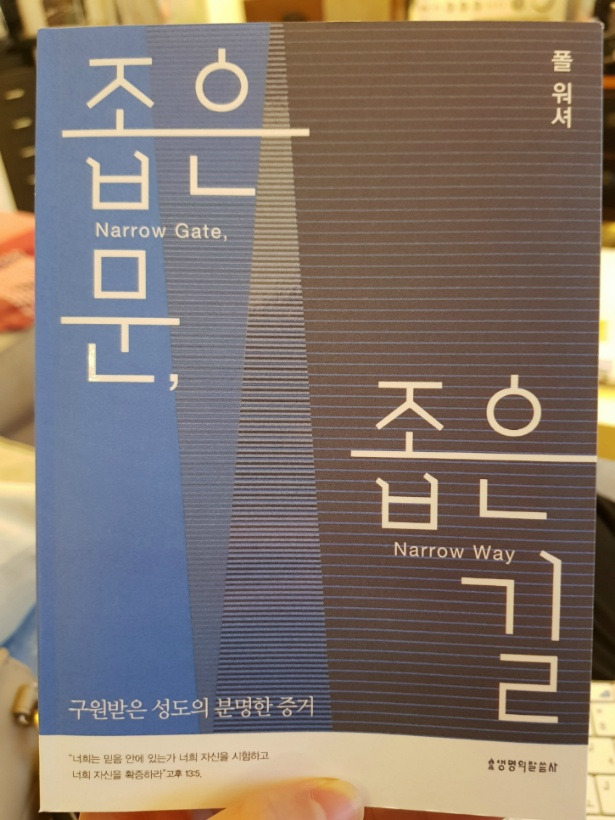 좁은
Narrow Gate,
문,
폴 워셔
좁은
Narrow Way
길
구원받은 성도의 분명한 증거
“너희는 믿음 안에 있는가 너희 자신을 시험하고
너희 자신을 확증하라” 고후 13:5.
생명의말씀사